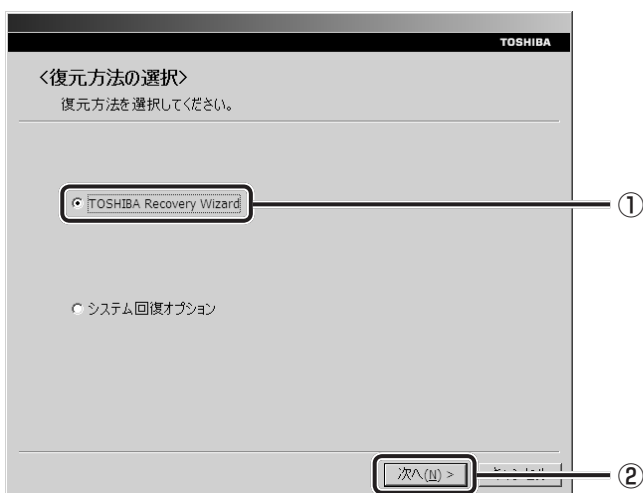 TOSHIBA
<復元方法の選択>
復元方法を選択してください。
TOSHIBA Recovery Wizard
①
システム回復オプション
次へ(N) >
②